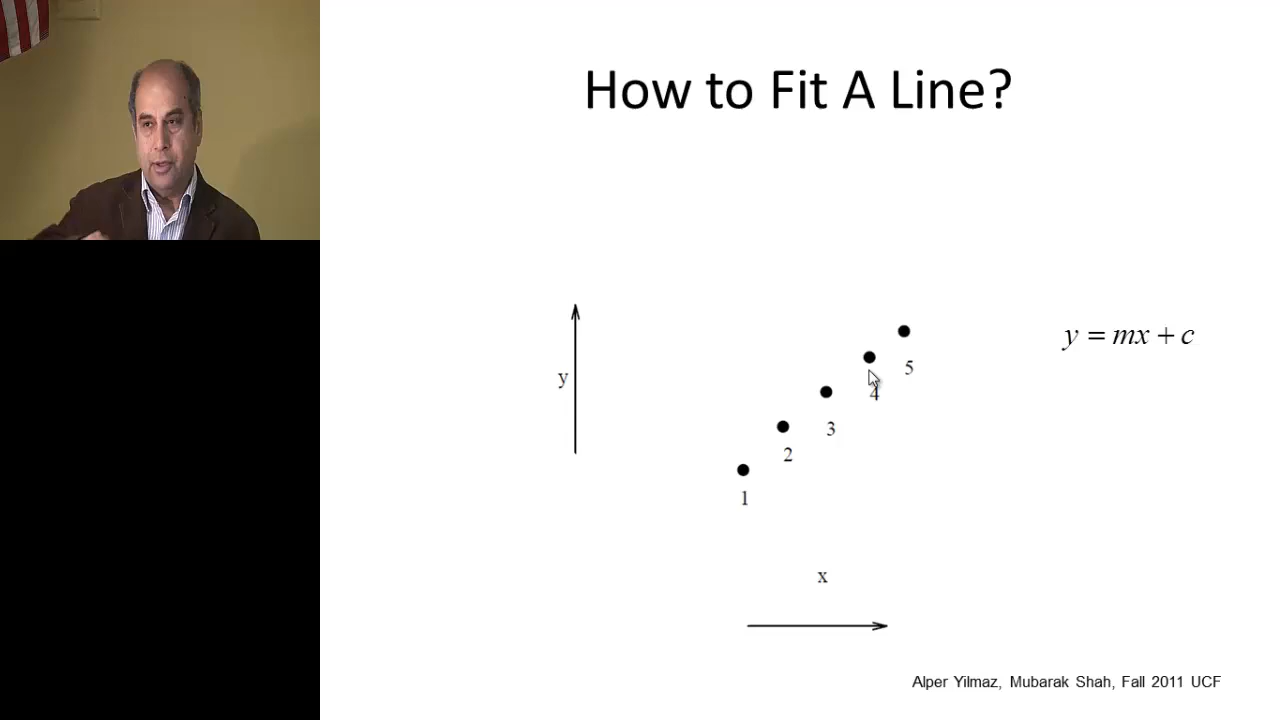 How to Fit A Line?
y = mx + c
y
5
4
3
2
1
x
Alper Yilmaz, Mubarak Shah, Fall 2011 UCF